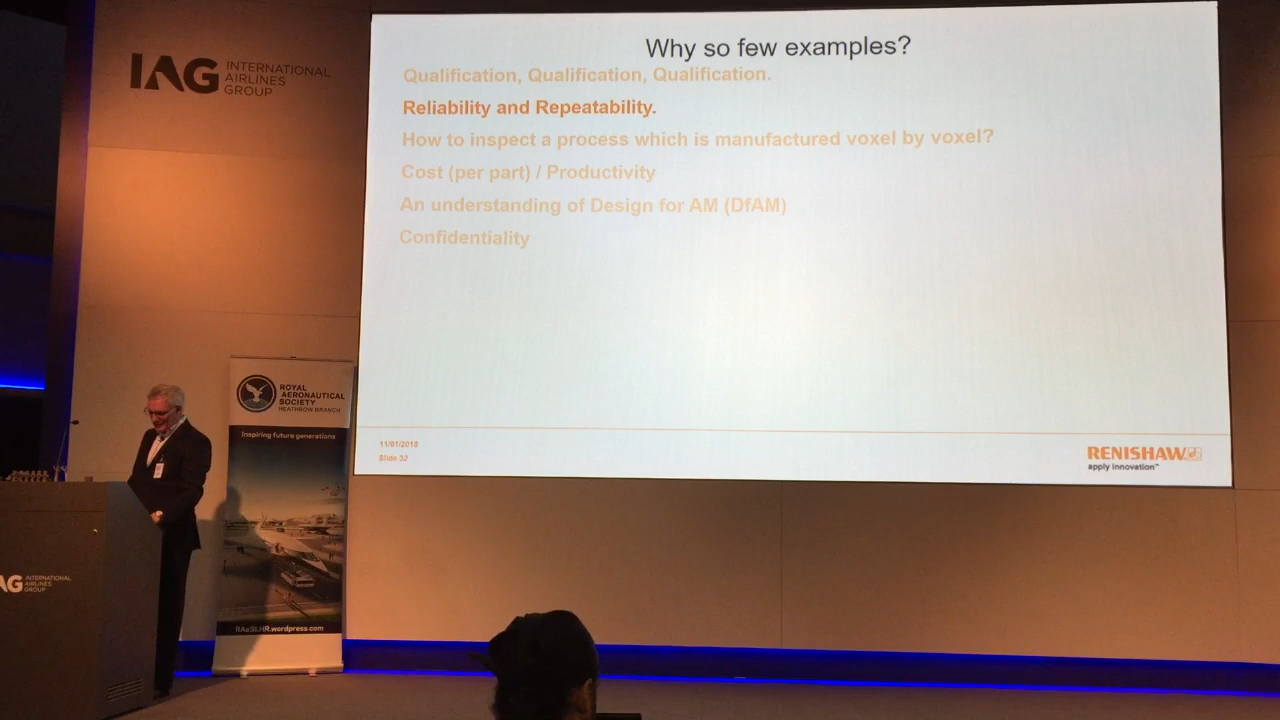 IAG INTERNATIONAL
AIRLINES
GROUP
Why so few examples?
Qualification, Qualification, Qualification.
Reliability and Repeatability.
How to inspect a process which is manufactured voxel by voxel?
Cost (per part) / Productivity
An understanding of Design for AM (DfAM)
Confidentiality
11/01/2018
Slide 32
RENISHAW
apply innovation™
ROYAL
AERONAUTICAL
SOCIETY
HEATHROW BRANCH
Inspiring future generations
RAeSLHR.wordpress.com
AG INTERNATIONAL
AIRLINES
GROUP